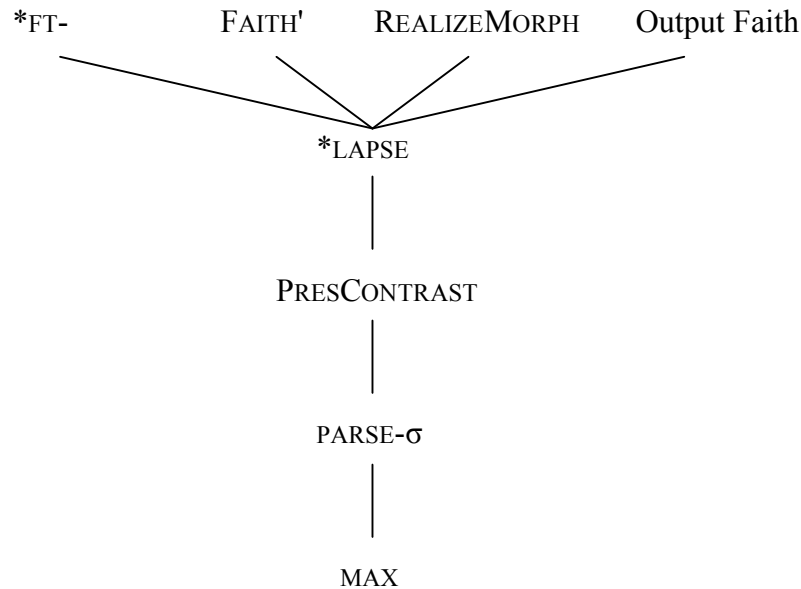 *FT- FAITH' REALIZEMORPH Output Faith
*LAPSE
PRESCONTRAST
PARSE-σ
MAX